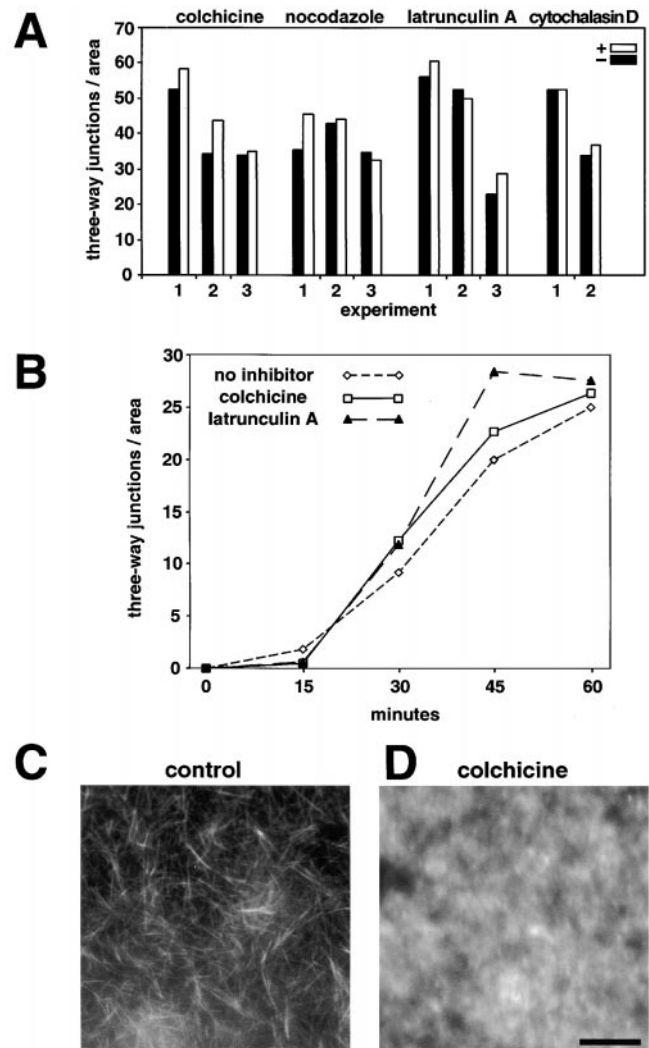 A
colchicine nocodazole latrunculin A cytochalasin D
three-way junctions / area
70
60
50
40
30
20
10
0
+
−
1 2 3 1 2 3 1 2 3 1 2
experiment
B
three-way junctions / area
30
25
20
15
10
5
0
no inhibitor
colchicine
latrunculin A
0 15 30 45 60
minutes
C control
D colchicine